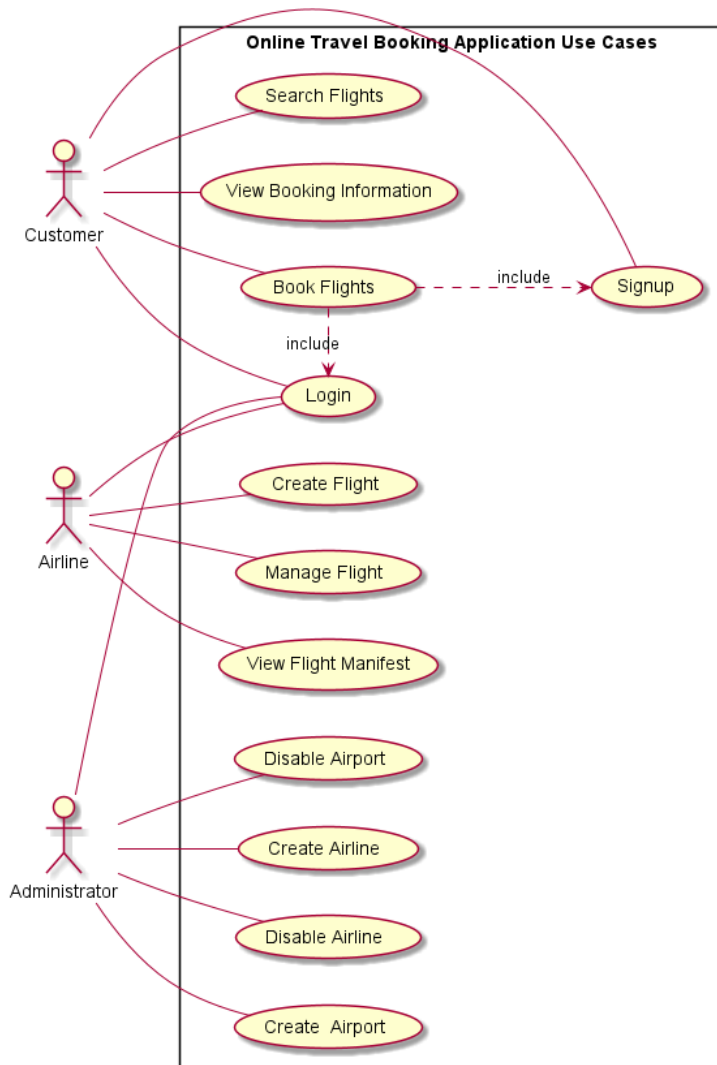 Online Travel Booking Application Use Cases
Search Flights
View Booking Information
Customer
Book Flights
include
Signup
include
Login
Create Flight
Airline
Manage Flight
View Flight Manifest
Disable Airport
Create Airline
Administrator
Disable Airline
Create  Airport